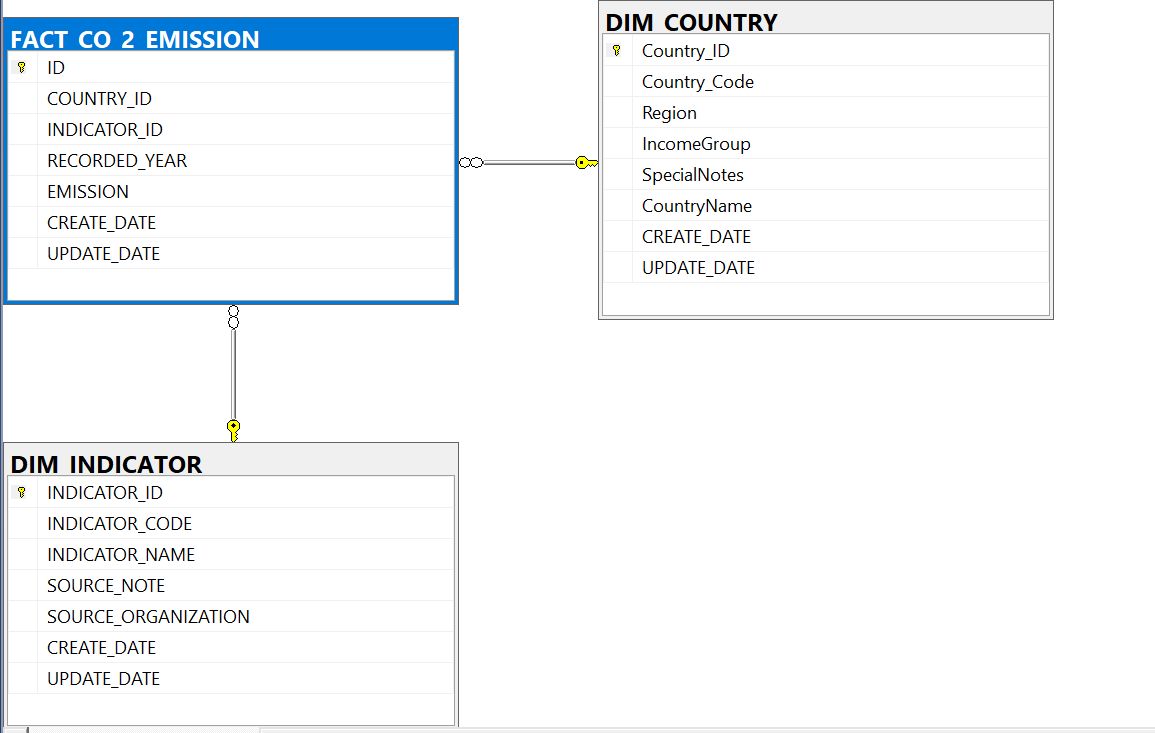 FACT_CO_2_EMISSION
ID
COUNTRY_ID
INDICATOR_ID
RECORDED_YEAR
EMISSION
CREATE_DATE
UPDATE_DATE
DIM_COUNTRY
Country_ID
Country_Code
Region
IncomeGroup
SpecialNotes
CountryName
CREATE_DATE
UPDATE_DATE
DIM_INDICATOR
INDICATOR_ID
INDICATOR_CODE
INDICATOR_NAME
SOURCE_NOTE
SOURCE_ORGANIZATION
CREATE_DATE
UPDATE_DATE